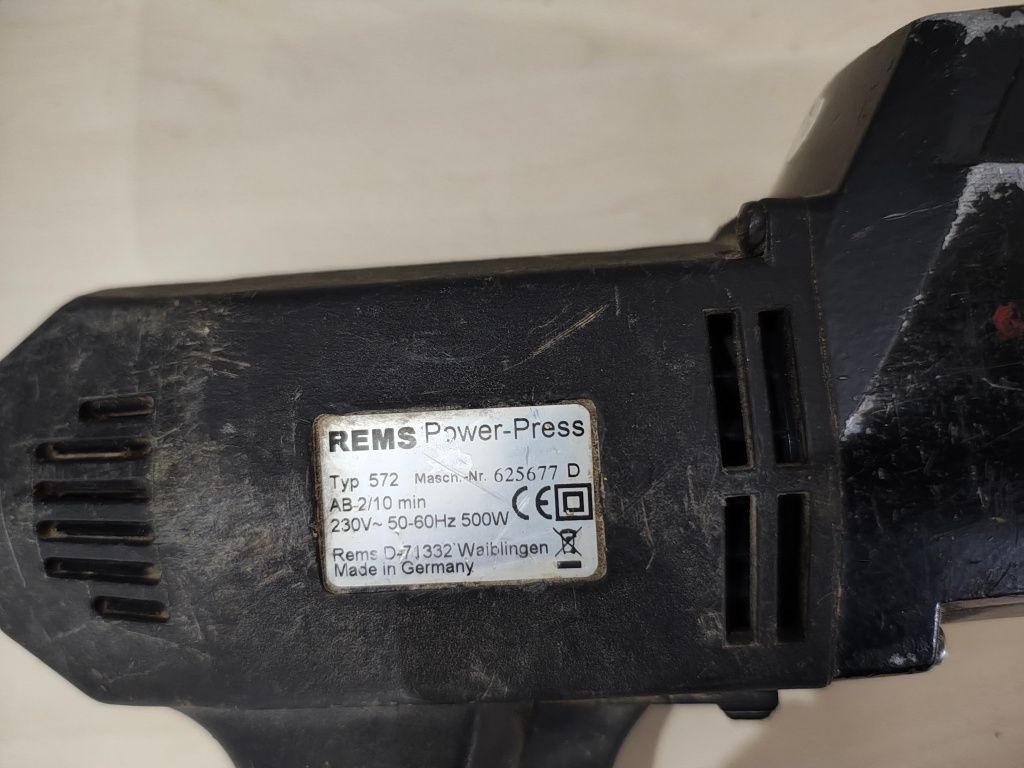 REMS Power-Press
Typ 572 Masch.-Nr. 625677 D
AB 2/10 min
230V~ 50-60Hz 500W CE
Rems D-71332 Waiblingen
Made in Germany